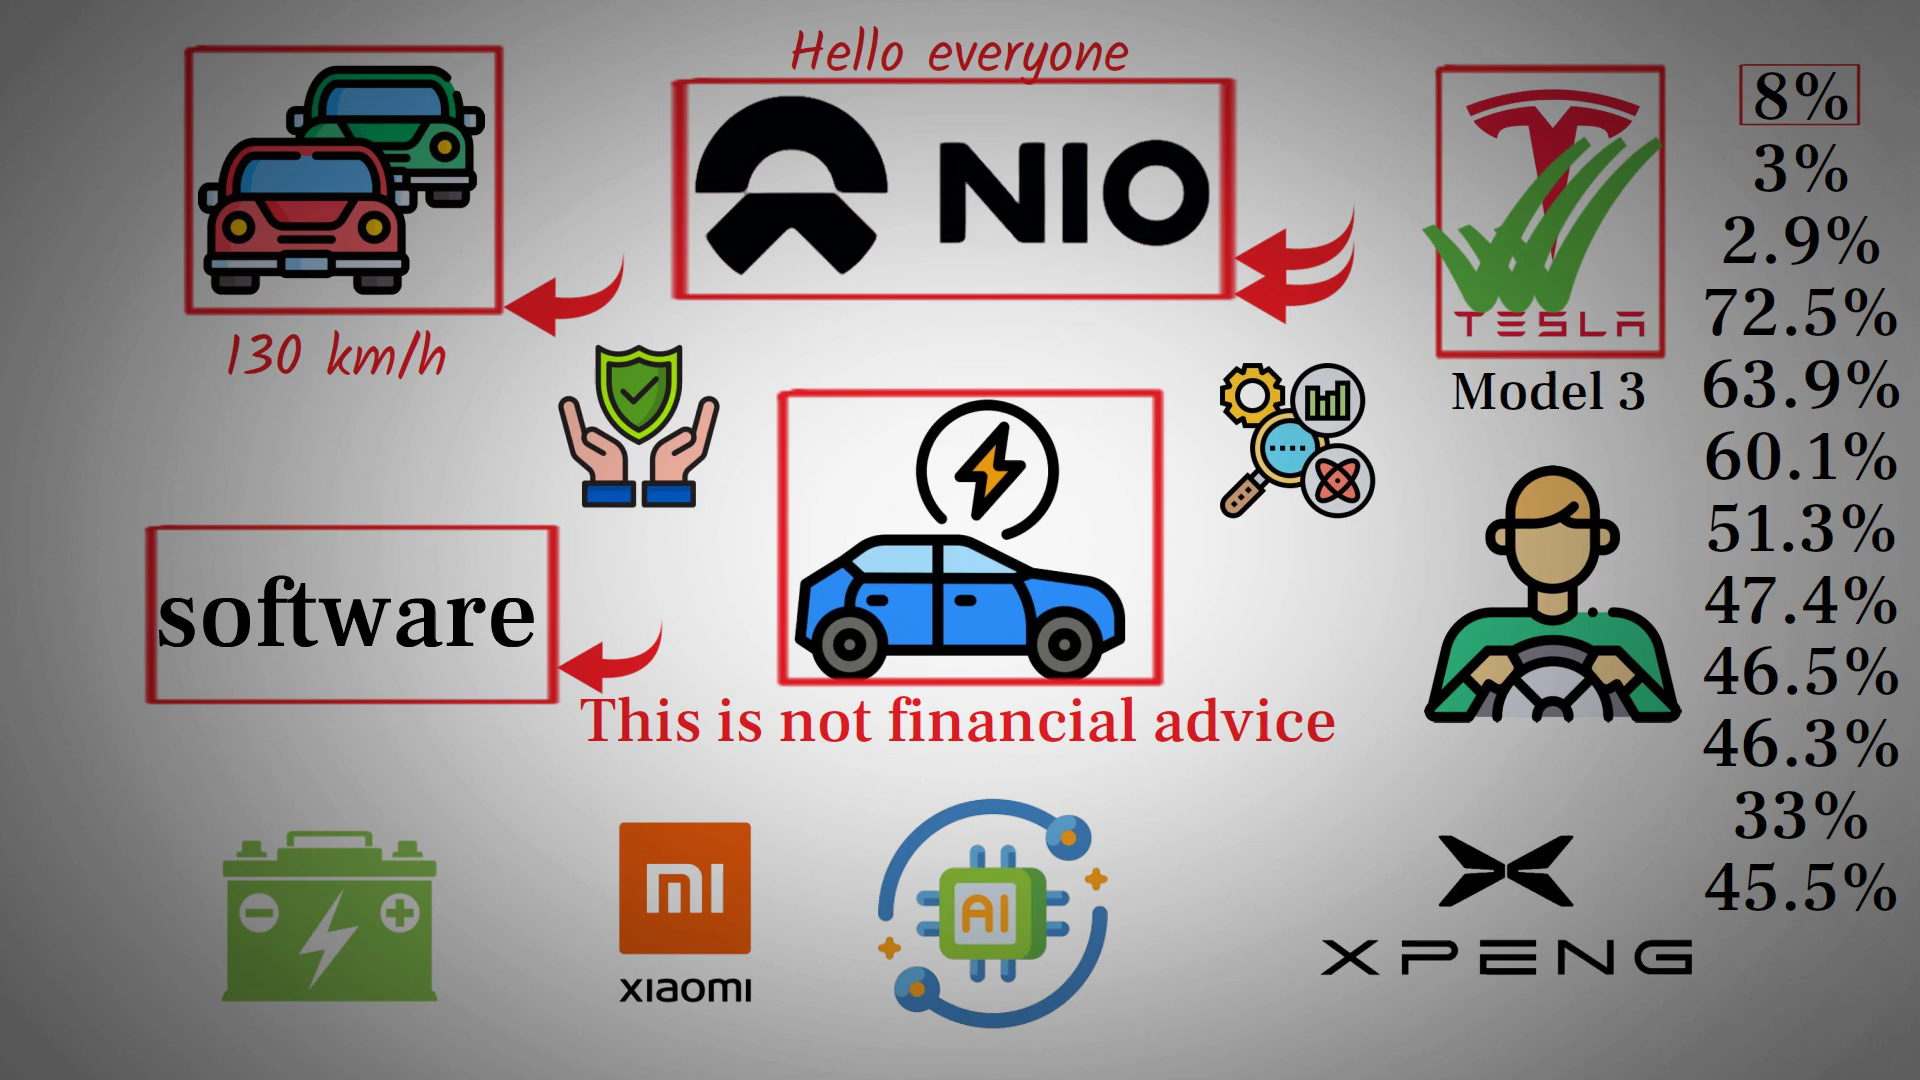 Hello everyone
NIO
130 km/h
TESLA
Model 3
software
This is not financial advice
mi
xiaomi
AI
XPENG
8%
3%
2.9%
72.5%
63.9%
60.1%
51.3%
47.4%
46.5%
46.3%
33%
45.5%